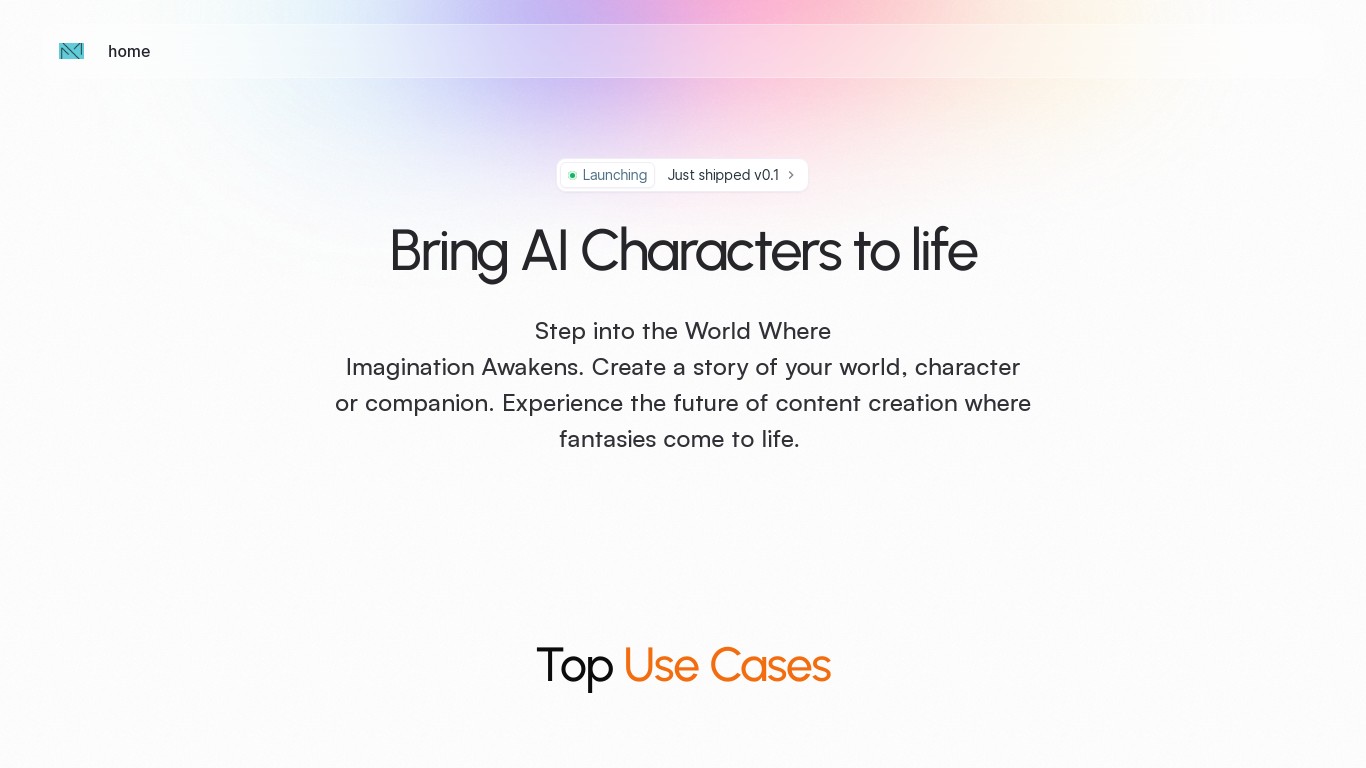 home
Launching Just shipped v0.1
Bring AI Characters to life
Step into the World Where
Imagination Awakens. Create a story of your world, character
or companion. Experience the future of content creation where
fantasies come to life.
Top Use Cases